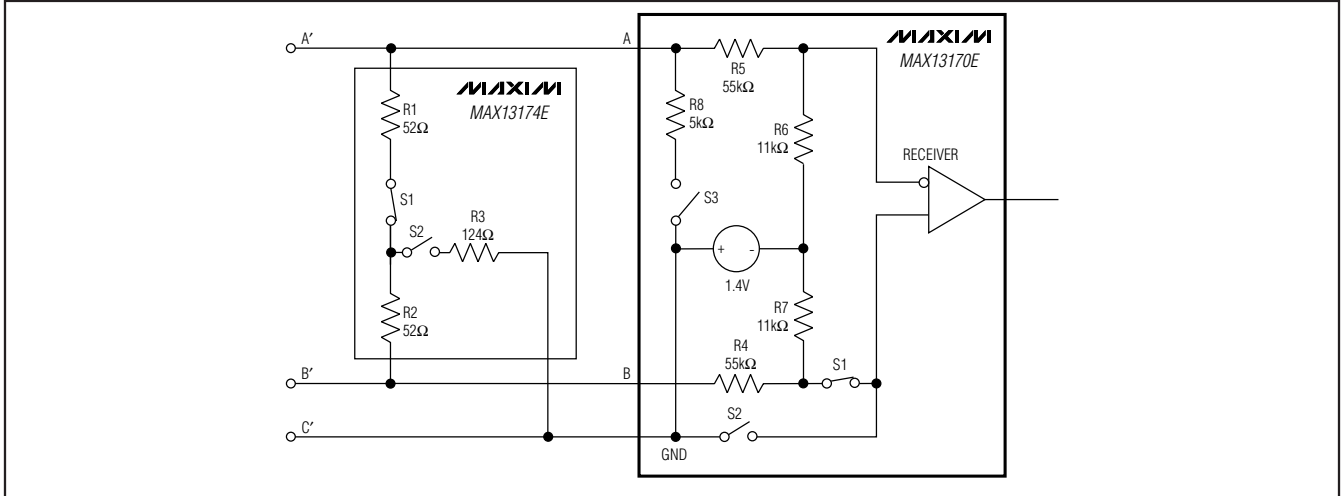 A′
A
MAXIM
MAX13170E
MAXIM
MAX13174E
R1
52Ω
R5
55kΩ
R8
5kΩ
R6
11kΩ
RECEIVER
S1
S3
S2
R3
124Ω
+
-
1.4V
R2
52Ω
R7
11kΩ
R4
55kΩ
S1
B′
B
S2
C′
GND